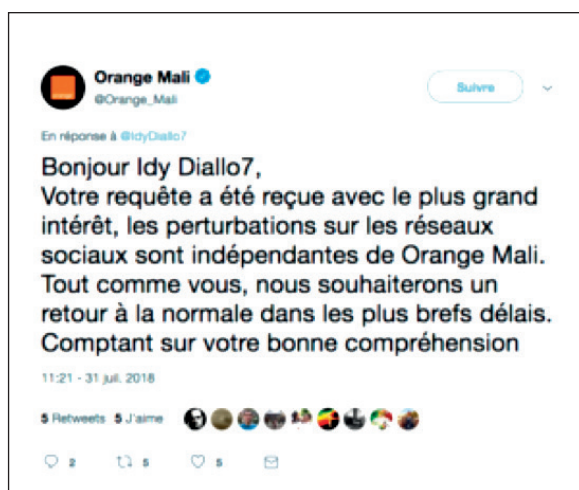 Orange Mali
@Orange_Mali
Suivre
En réponse à @IdyDiallo7
Bonjour Idy Diallo7,
Votre requête a été reçue avec le plus grand
intérêt, les perturbations sur les réseaux
sociaux sont indépendantes de Orange Mali.
Tout comme vous, nous souhaiterons un
retour à la normale dans les plus brefs délais.
Comptant sur votre bonne compréhension
11:21 - 31 juil. 2018
5 Retweets 5 J'aime
2 5 5